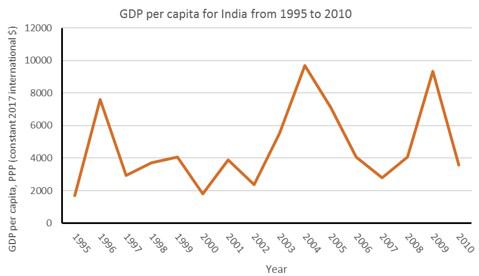 GDP per capita for India from 1995 to 2010
GDP per capita, PPP (constant 2017 international $)
12000
10000
8000
6000
4000
2000
0
1995 1996 1997 1998 1999 2000 2001 2002 2003 2004 2005 2006 2007 2008 2009 2010
Year